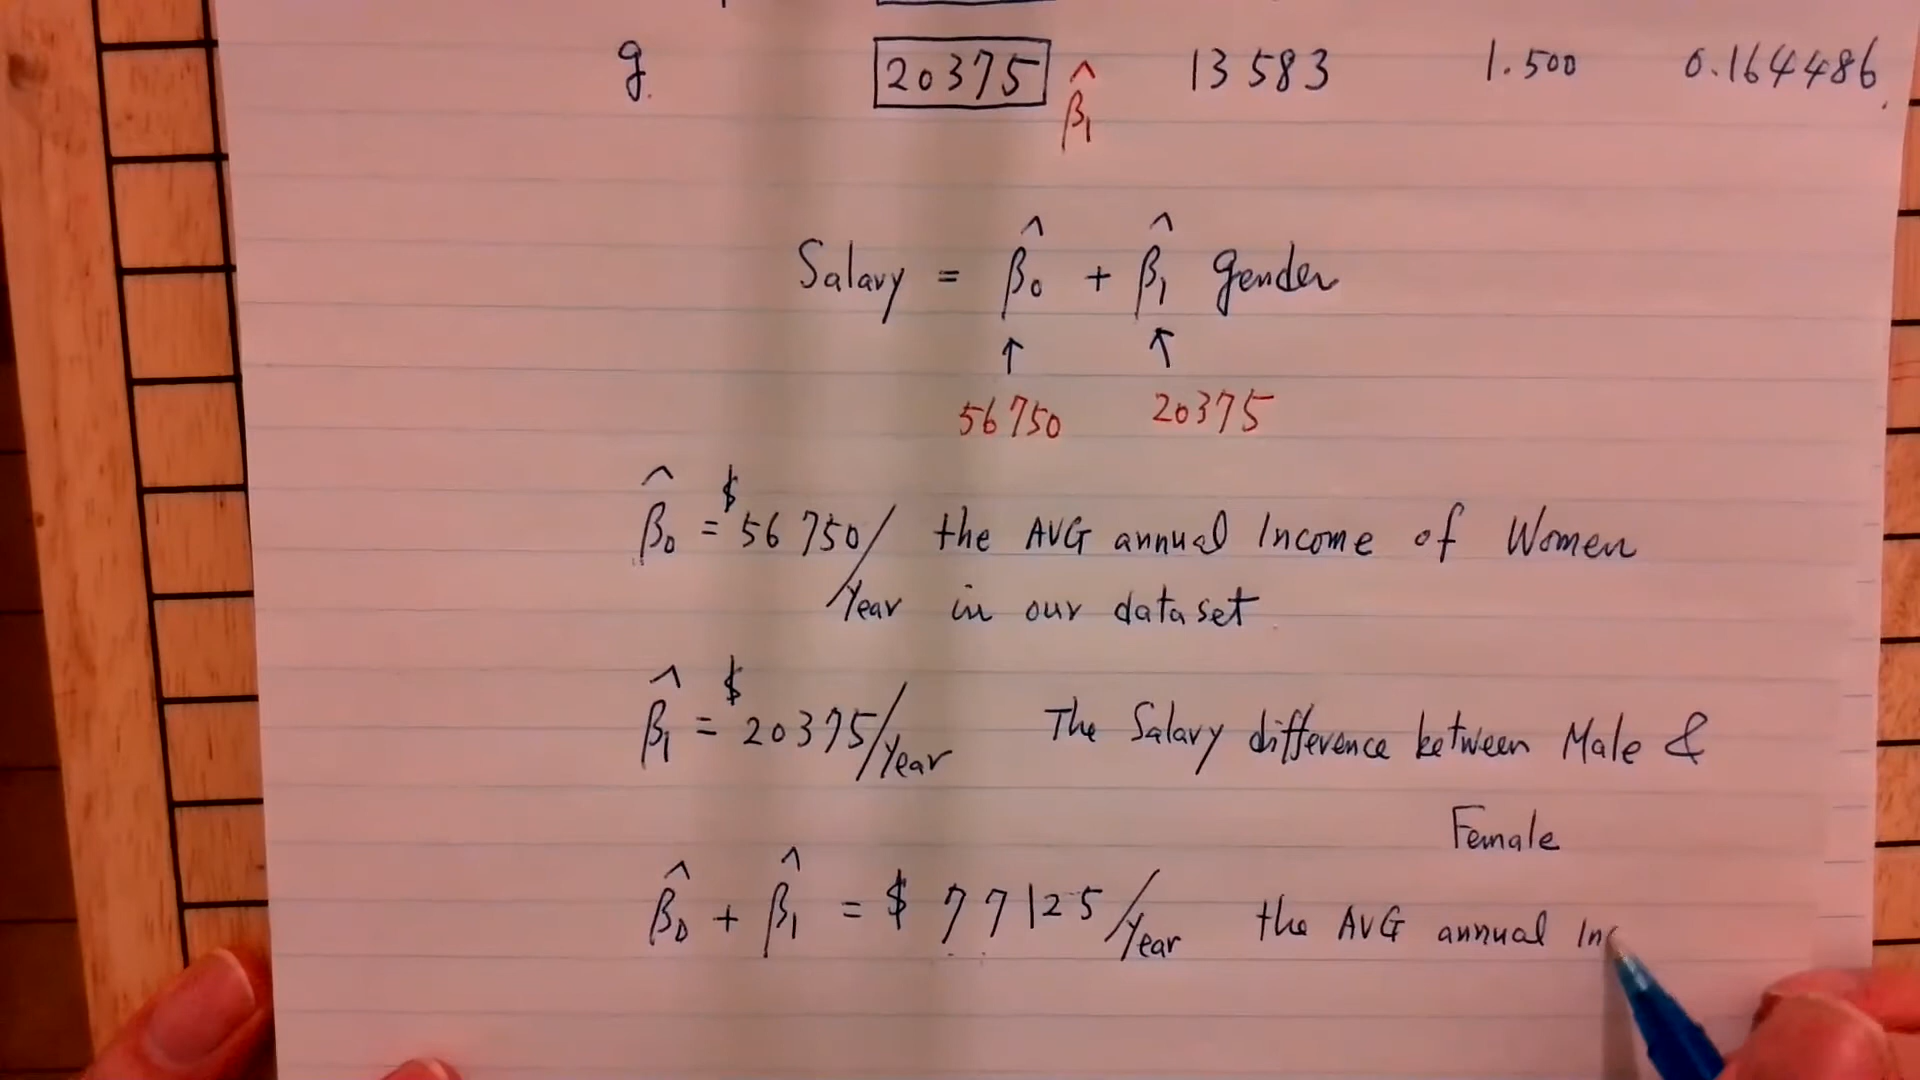 g. 20375 β̂₁ 13583 1.500 0.164486.
Salary = β̂₀ + β̂₁ gender
↑ ↑
56750 20375
β̂₀ = $56750/Year the AVG annual Income of Women
in our dataset
β̂₁ = $20375/Year The Salary difference between Male &
Female
β̂₀ + β̂₁ = $77125/Year the AVG annual Inc